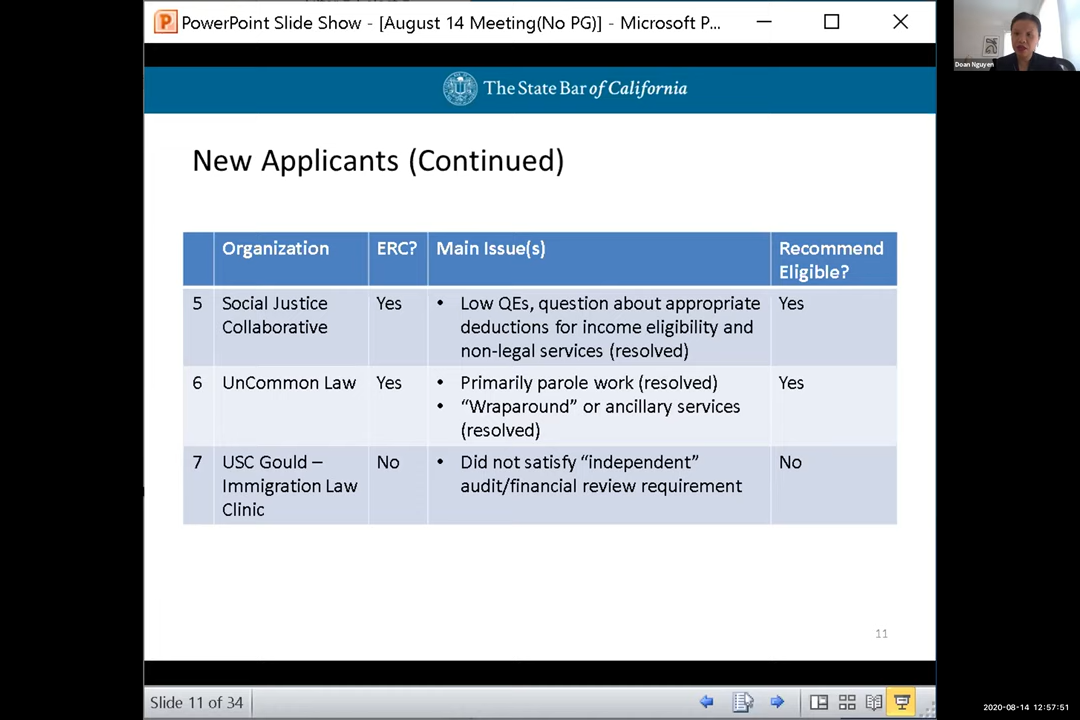 PowerPoint Slide Show - [August 14 Meeting(No PG)] - Microsoft P...
Doan Nguyen
The State Bar of California
New Applicants (Continued)
Organization ERC? Main Issue(s) Recommend
Eligible?
5 Social Justice Yes • Low QEs, question about appropriate Yes
Collaborative deductions for income eligibility and
non-legal services (resolved)
6 UnCommon Law Yes • Primarily parole work (resolved) Yes
• “Wraparound” or ancillary services
(resolved)
7 USC Gould – No • Did not satisfy “independent” No
Immigration Law audit/financial review requirement
Clinic
11
Slide 11 of 34
2020-08-14 12:57:51